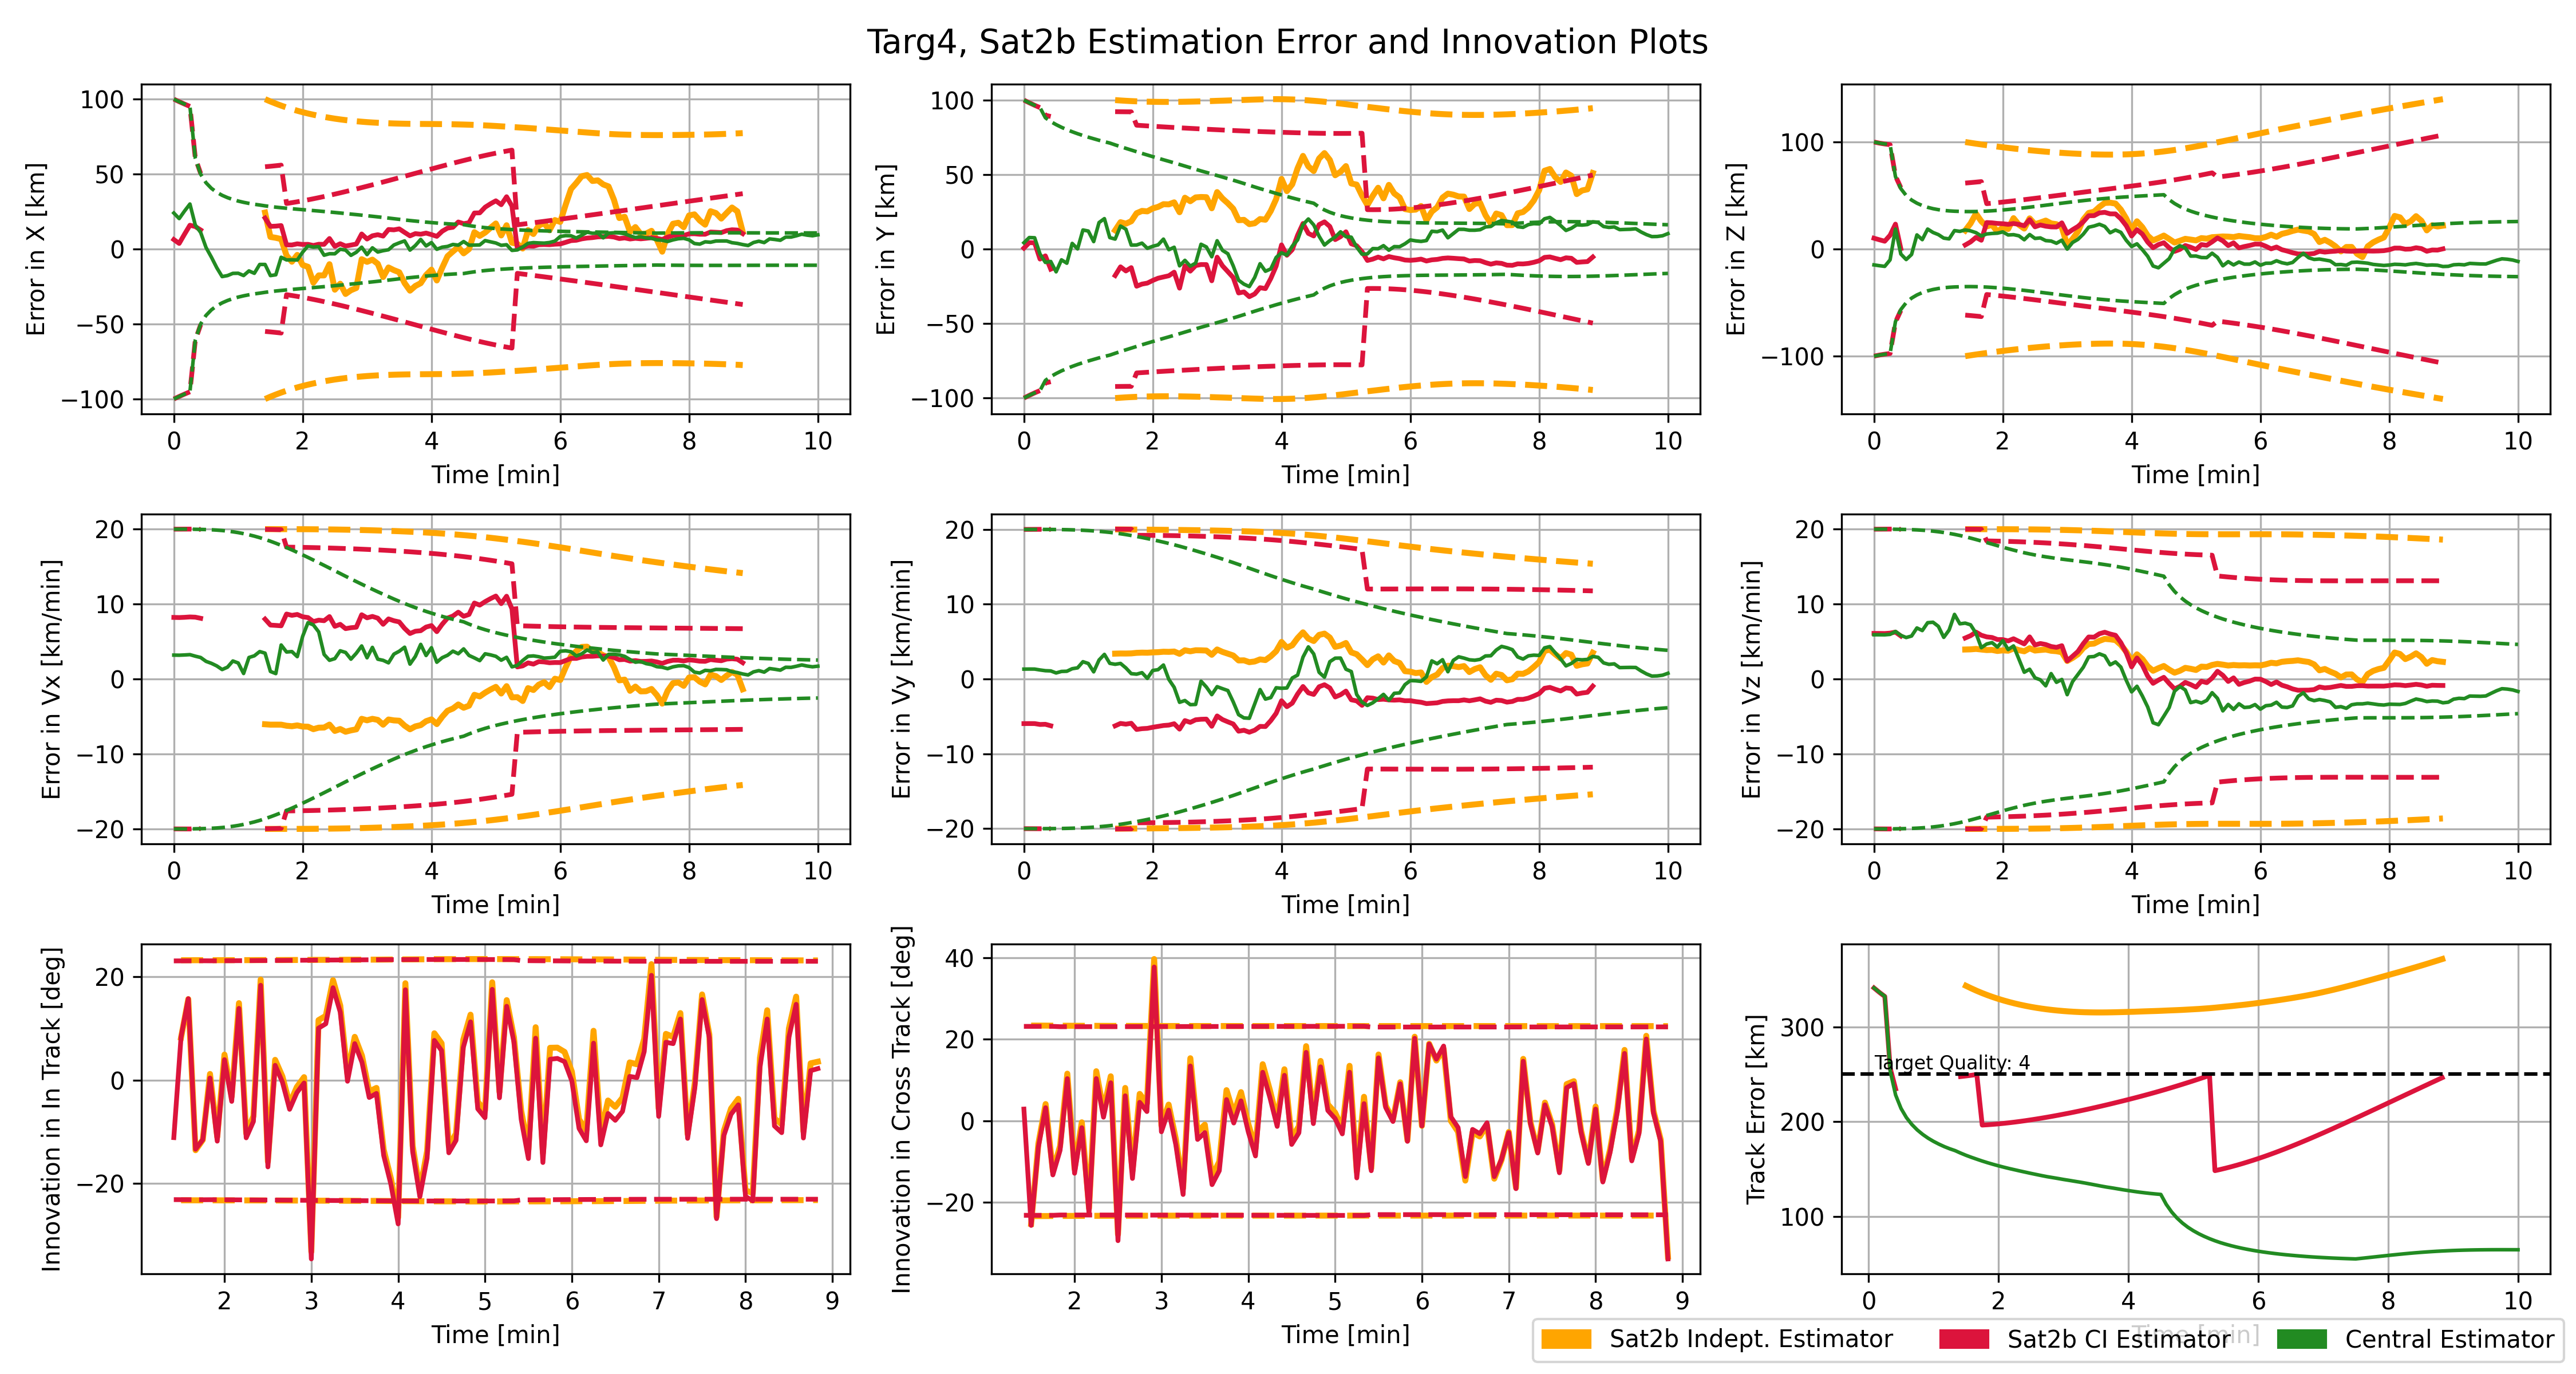 Targ4, Sat2b Estimation Error and Innovation Plots
Error in X [km]
100
50
0
−50
−100
0 2 4 6 8 10
Time [min]
Error in Y [km]
100
50
0
−50
−100
0 2 4 6 8 10
Time [min]
Error in Z [km]
100
0
−100
0 2 4 6 8 10
Time [min]
Error in Vx [km/min]
20
10
0
−10
−20
0 2 4 6 8 10
Time [min]
Error in Vy [km/min]
20
10
0
−10
−20
0 2 4 6 8 10
Time [min]
Error in Vz [km/min]
20
10
0
−10
−20
0 2 4 6 8 10
Time [min]
Innovation in In Track [deg]
20
0
−20
2 3 4 5 6 7 8 9
Time [min]
Innovation in Cross Track [deg]
40
20
0
−20
2 3 4 5 6 7 8 9
Time [min]
Track Error [km]
300
200
100
Target Quality: 4
0 2 4 6 8 10
Time [min]
Sat2b Indept. Estimator Sat2b CI Estimator Central Estimator